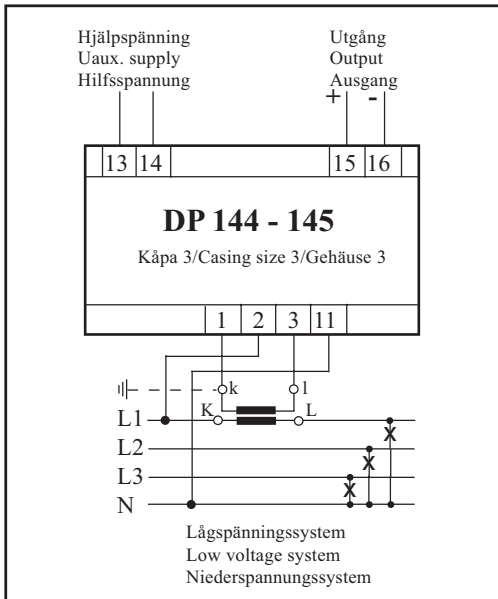 Hjälpspänning
Uaux. supply
Hilfsspannung
Utgång
Output
Ausgang
+ -
13 14 15 16
DP 144 - 145
Kåpa 3/Casing size 3/Gehäuse 3
1 2 3 11
k l
K L
L1
L2
L3
N
x
x
x
Lågspänningssystem
Low voltage system
Niederspannungssystem